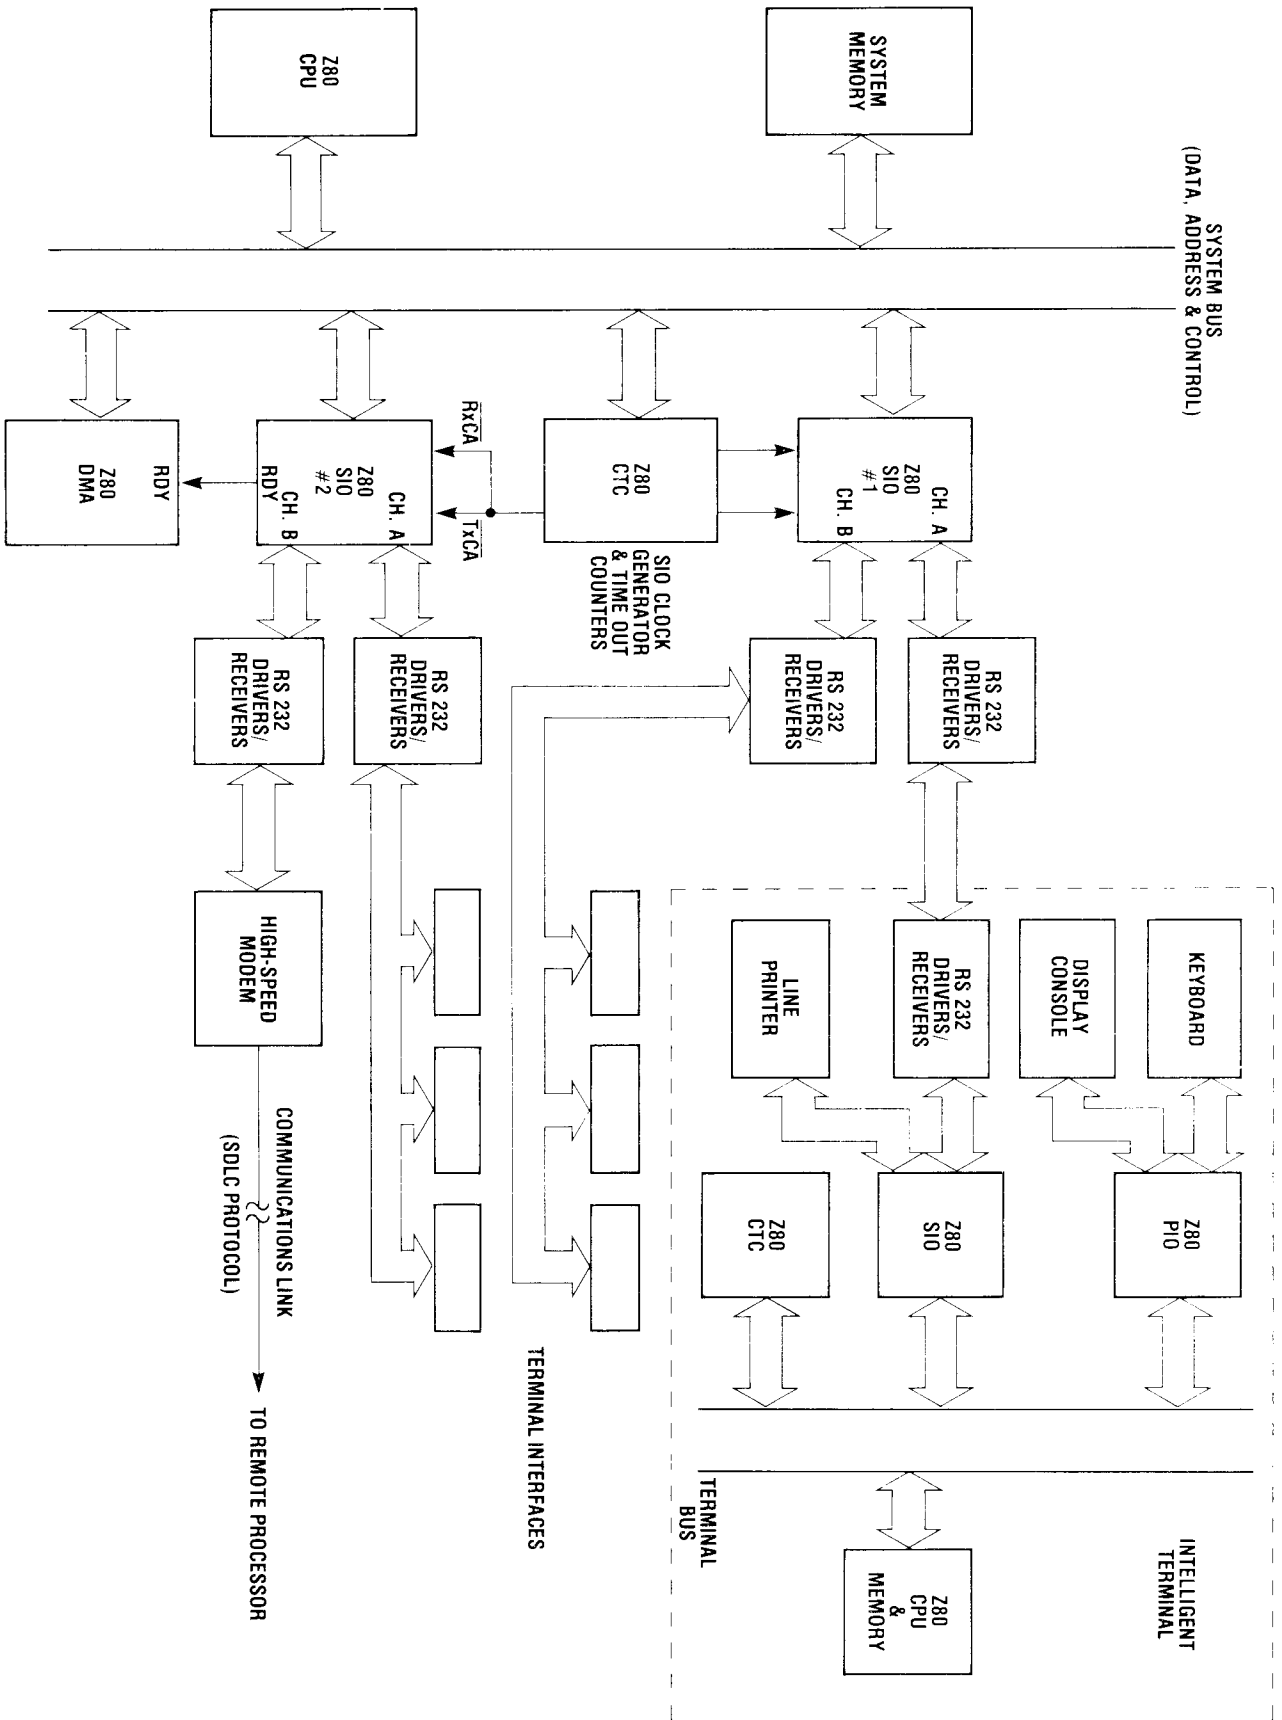 SYSTEM BUS
(DATA, ADDRESS & CONTROL)
SYSTEM
MEMORY
Z80
CPU
Z80
SIO
#1
CH. A
CH. B
Z80
CTC
SIO CLOCK
GENERATOR
& TIME OUT
COUNTERS
RxCA
TxCA
Z80
SIO
#2
CH. A
CH. B
RDY
RDY
Z80
DMA
RS 232
DRIVERS/
RECEIVERS
RS 232
DRIVERS/
RECEIVERS
RS 232
DRIVERS/
RECEIVERS
RS 232
DRIVERS/
RECEIVERS
KEYBOARD
DISPLAY
CONSOLE
RS 232
DRIVERS/
RECEIVERS
LINE
PRINTER
HIGH-SPEED
MODEM
Z80
PIO
Z80
SIO
Z80
CTC
COMMUNICATIONS LINK
(SDLC PROTOCOL)
TERMINAL INTERFACES
TO REMOTE PROCESSOR
TERMINAL
BUS
INTELLIGENT
TERMINAL
Z80
CPU
&
MEMORY